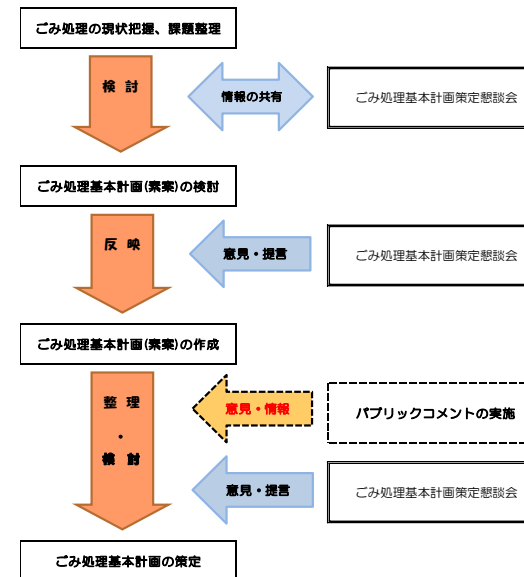 ごみ処理の現状把握、課題整理
検 討
情報の共有
ごみ処理基本計画策定懇談会
ごみ処理基本計画(素案)の検討
反 映
意見・提言
ごみ処理基本計画策定懇談会
ごみ処理基本計画(素案)の作成
整 理
・
検 討
意見・情報
パブリックコメントの実施
意見・提言
ごみ処理基本計画策定懇談会
ごみ処理基本計画の策定